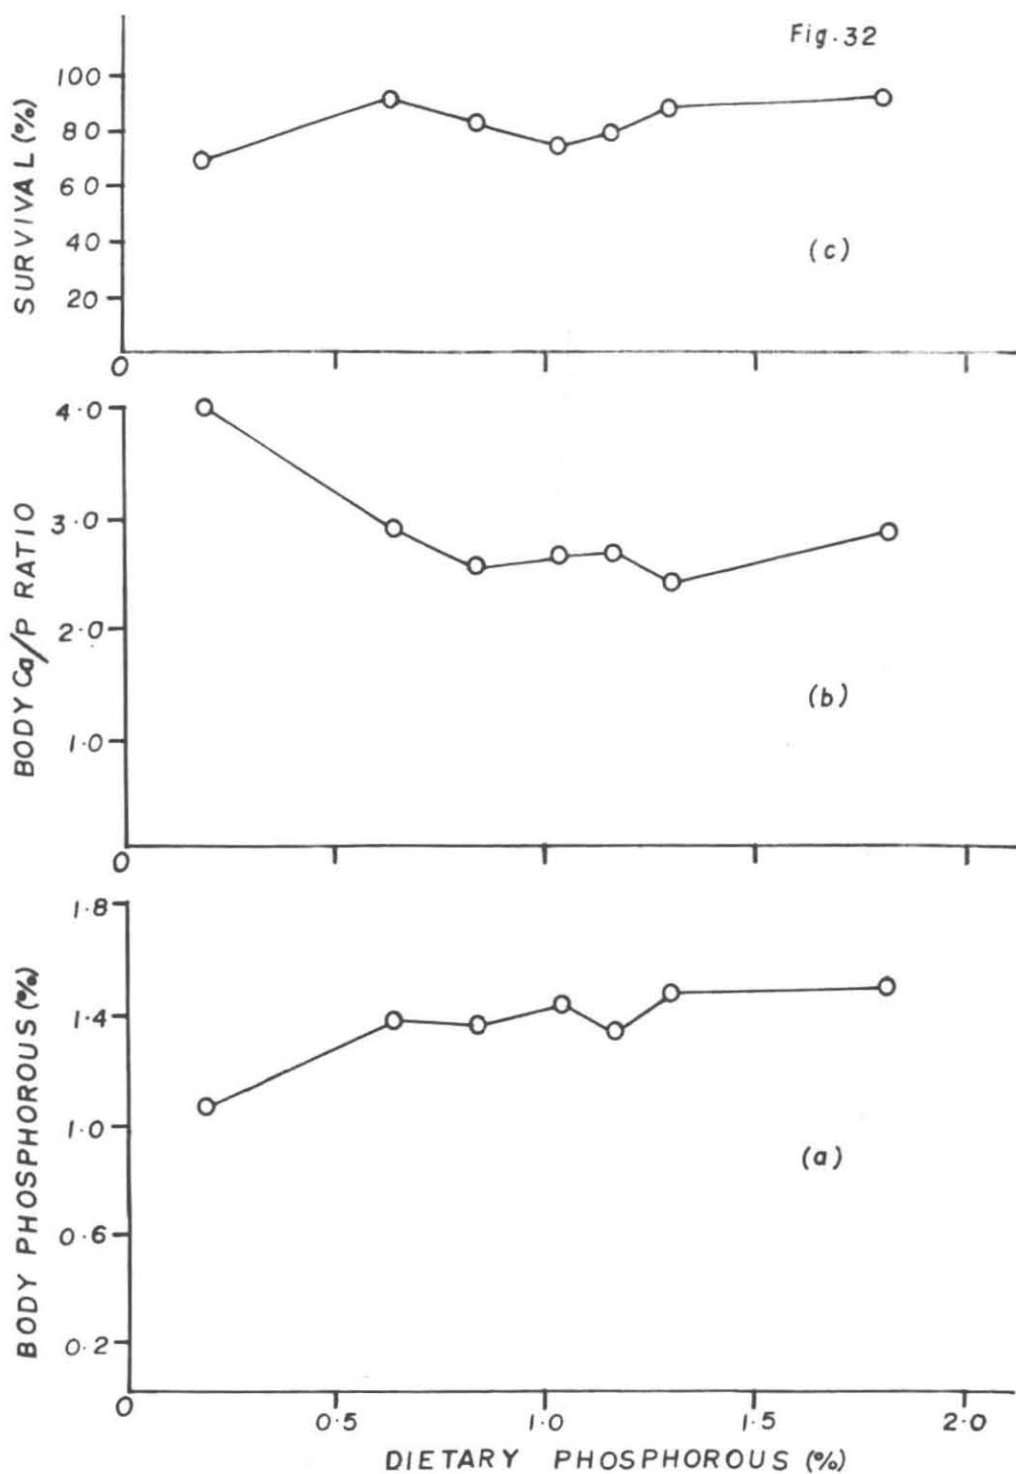 Fig.32
SURVIVAL (%)
100
80
60
40
20
0
(c)
BODY Ca/P RATIO
4.0
3.0
2.0
1.0
0
(b)
BODY PHOSPHOROUS (%)
1.8
1.4
1.0
0.6
0.2
0
(a)
0.5 1.0 1.5 2.0
DIETARY PHOSPHOROUS (%)